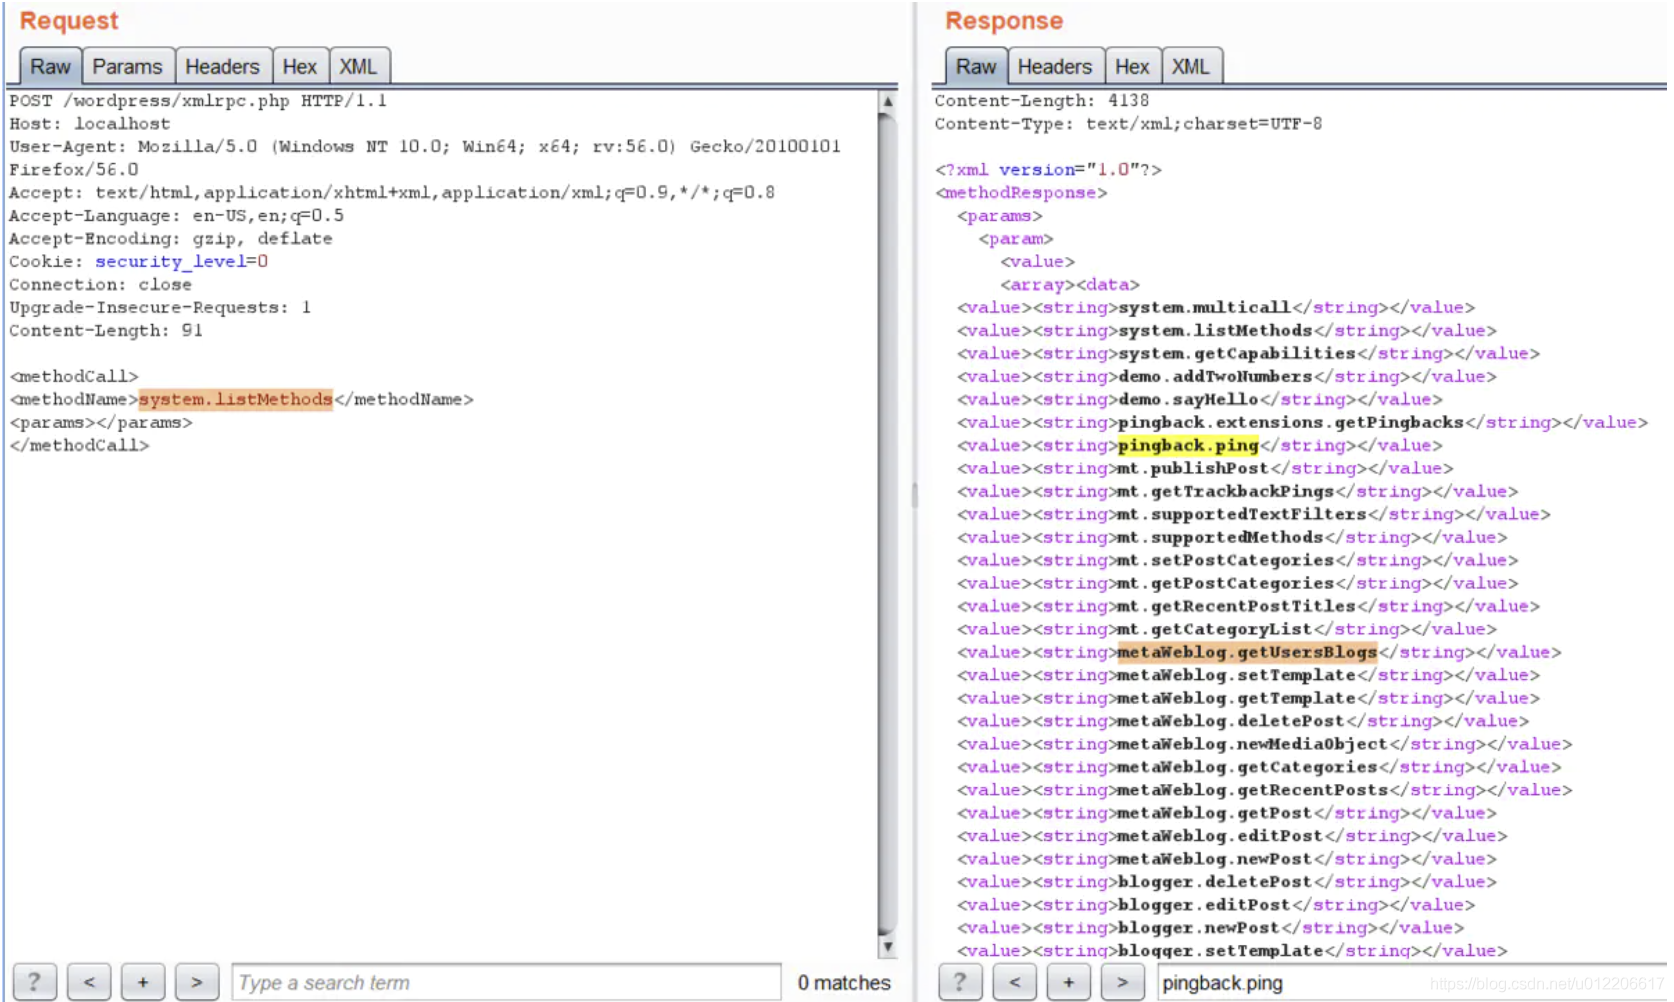 Request
Raw Params Headers Hex XML
POST /wordpress/xmlrpc.php HTTP/1.1
Host: localhost
User-Agent: Mozilla/5.0 (Windows NT 10.0; Win64; x64; rv:56.0) Gecko/20100101
Firefox/56.0
Accept: text/html,application/xhtml+xml,application/xml;q=0.9,*/*;q=0.8
Accept-Language: en-US,en;q=0.5
Accept-Encoding: gzip, deflate
Cookie: security_level=0
Connection: close
Upgrade-Insecure-Requests: 1
Content-Length: 91
<methodCall>
<methodName>system.listMethods</methodName>
<params></params>
</methodCall>
? < + > Type a search term 0 matches
Response
Raw Headers Hex XML
Content-Length: 4138
Content-Type: text/xml;charset=UTF-8
<?xml version="1.0"?>
<methodResponse>
<params>
<param>
<value>
<array><data>
<value><string>system.multicall</string></value>
<value><string>system.listMethods</string></value>
<value><string>system.getCapabilities</string></value>
<value><string>demo.addTwoNumbers</string></value>
<value><string>demo.sayHello</string></value>
<value><string>pingback.extensions.getPingbacks</string></value>
<value><string>pingback.ping</string></value>
<value><string>mt.publishPost</string></value>
<value><string>mt.getTrackbackPings</string></value>
<value><string>mt.supportedTextFilters</string></value>
<value><string>mt.supportedMethods</string></value>
<value><string>mt.setPostCategories</string></value>
<value><string>mt.getPostCategories</string></value>
<value><string>mt.getRecentPostTitles</string></value>
<value><string>mt.getCategoryList</string></value>
<value><string>metaWeblog.getUsersBlogs</string></value>
<value><string>metaWeblog.setTemplate</string></value>
<value><string>metaWeblog.getTemplate</string></value>
<value><string>metaWeblog.deletePost</string></value>
<value><string>metaWeblog.newMediaObject</string></value>
<value><string>metaWeblog.getCategories</string></value>
<value><string>metaWeblog.getRecentPosts</string></value>
<value><string>metaWeblog.getPost</string></value>
<value><string>metaWeblog.editPost</string></value>
<value><string>metaWeblog.newPost</string></value>
<value><string>blogger.deletePost</string></value>
<value><string>blogger.editPost</string></value>
<value><string>blogger.newPost</string></value>
<value><string>blogger.setTemplate</string></value>
? < + > pingback.ping
https://blog.csdn.net/u012206617